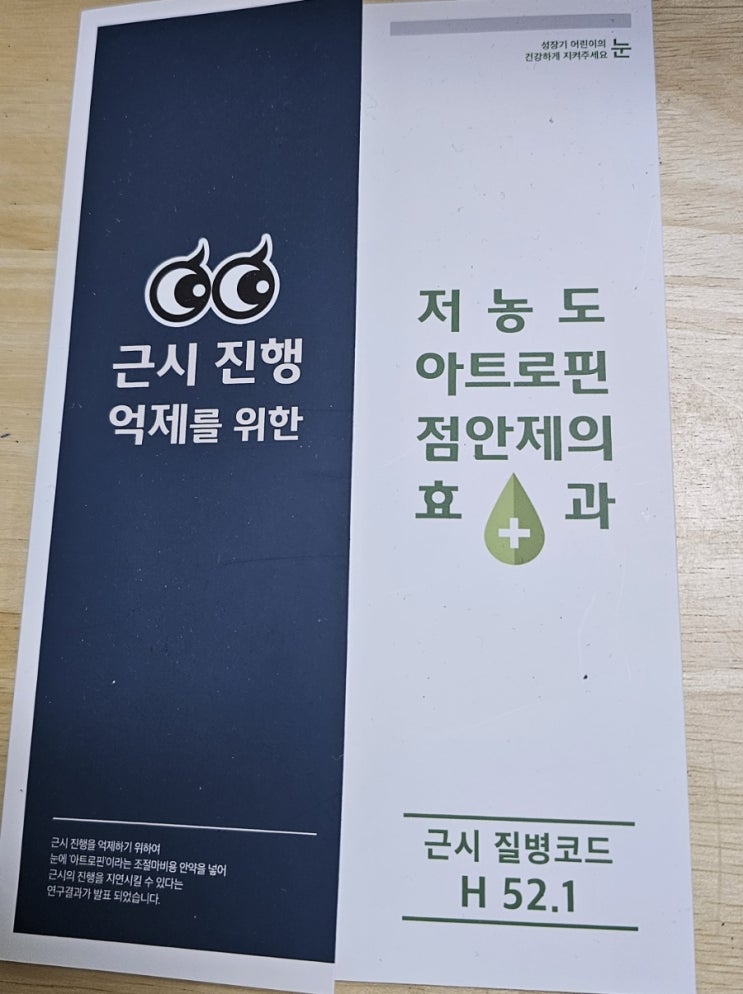 근시 진행
억제를 위한
근시 진행을 억제하기 위하여
눈에 '아트로핀'이라는 조절마비용 안약을 넣어
근시의 진행을 지연시킬 수 있다는
연구결과가 발표 되었습니다.
성장기 어린이의 눈
건강하게 지켜주세요
저 농 도
아트로핀
점안제의
효 과
근시 질병코드
H 52.1